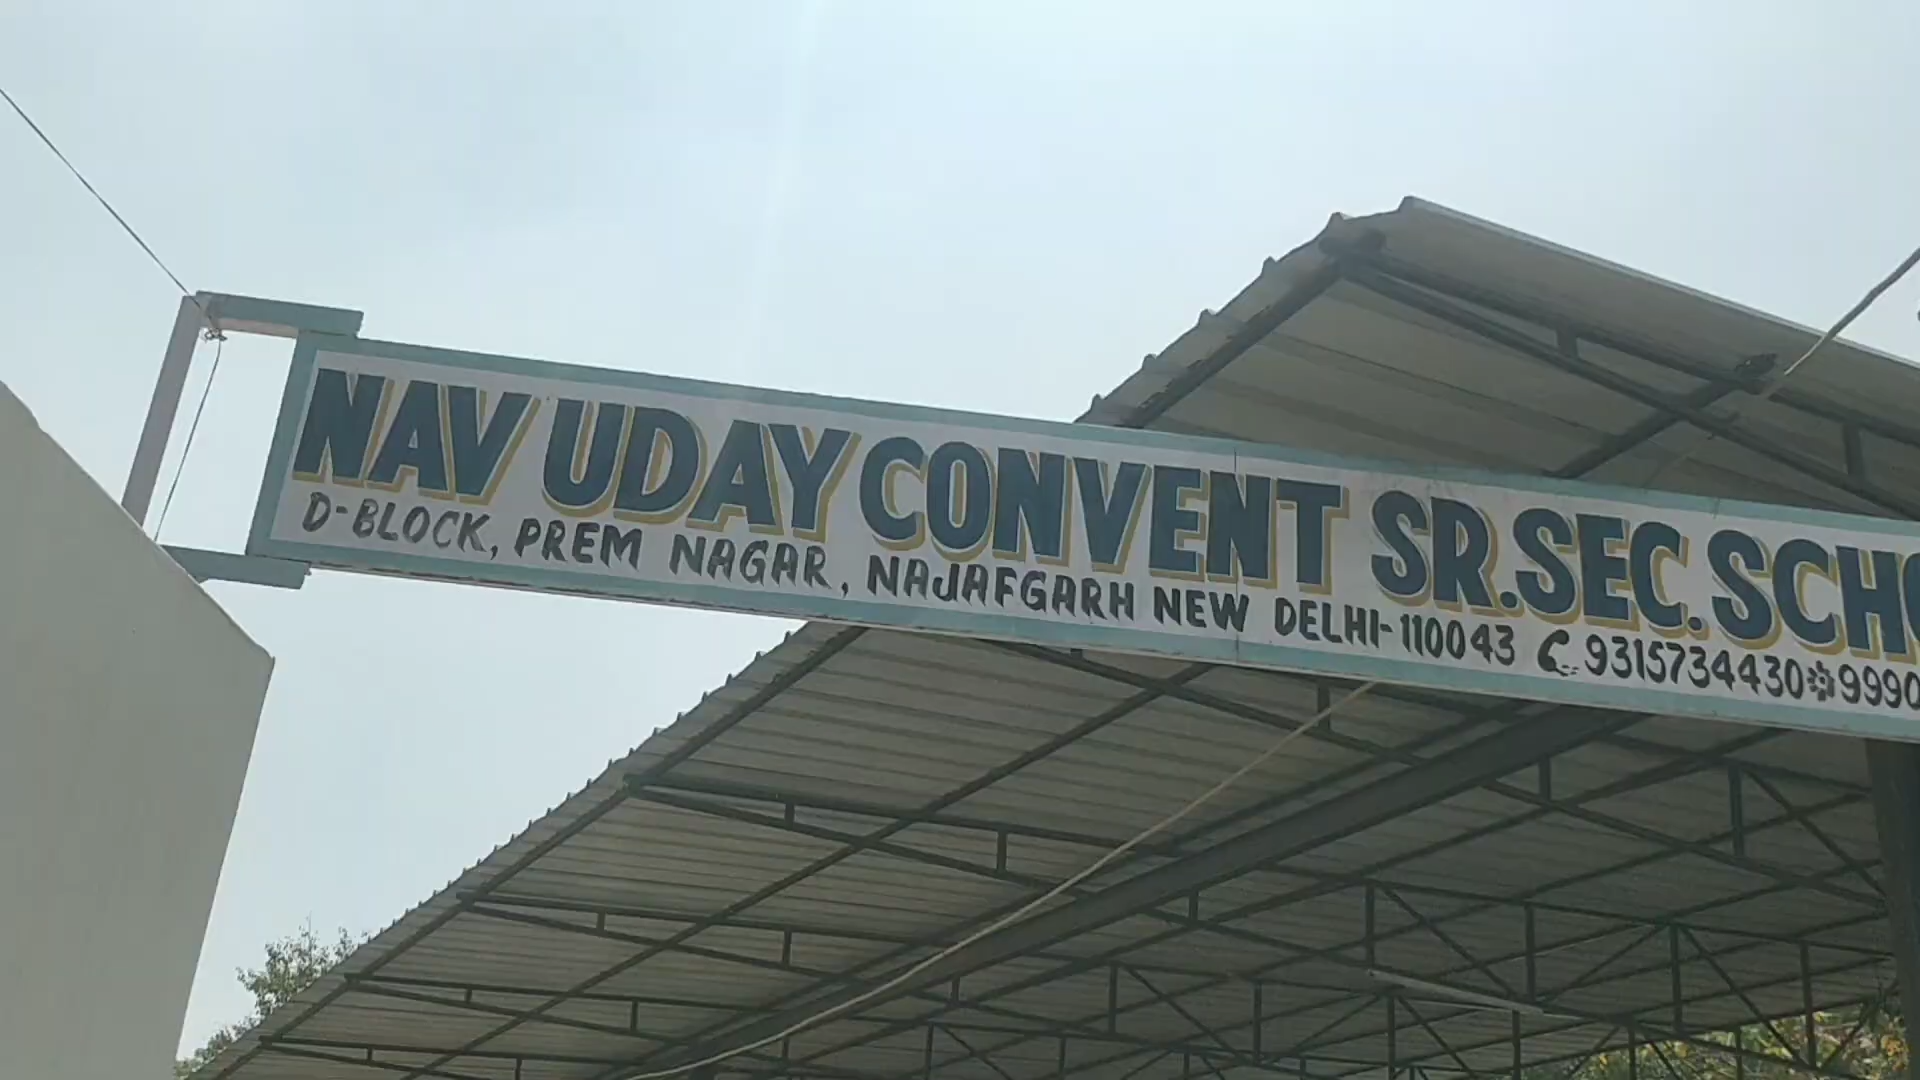 NAV UDAY CONVENT SR.SEC.SCHO
D-BLOCK, PREM NAGAR, NAJAFGARH NEW DELHI-110043 9315734430 9990